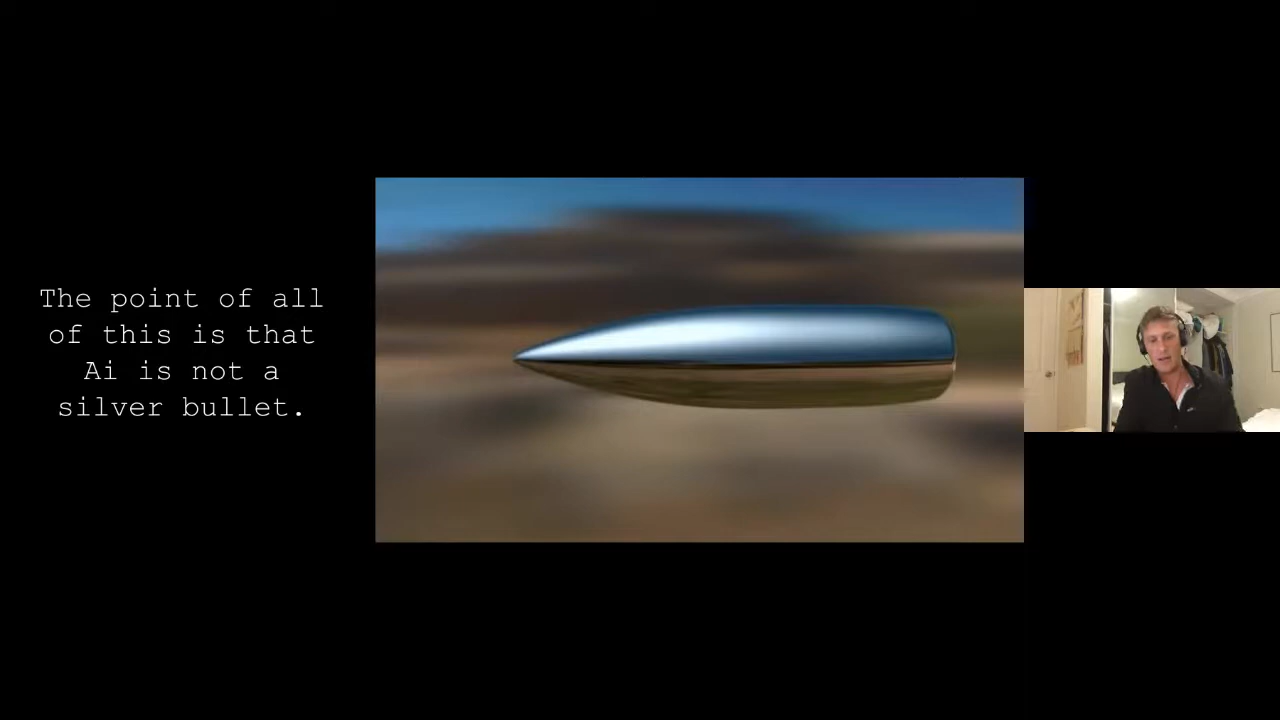 The point of all
of this is that
Ai is not a
silver bullet.